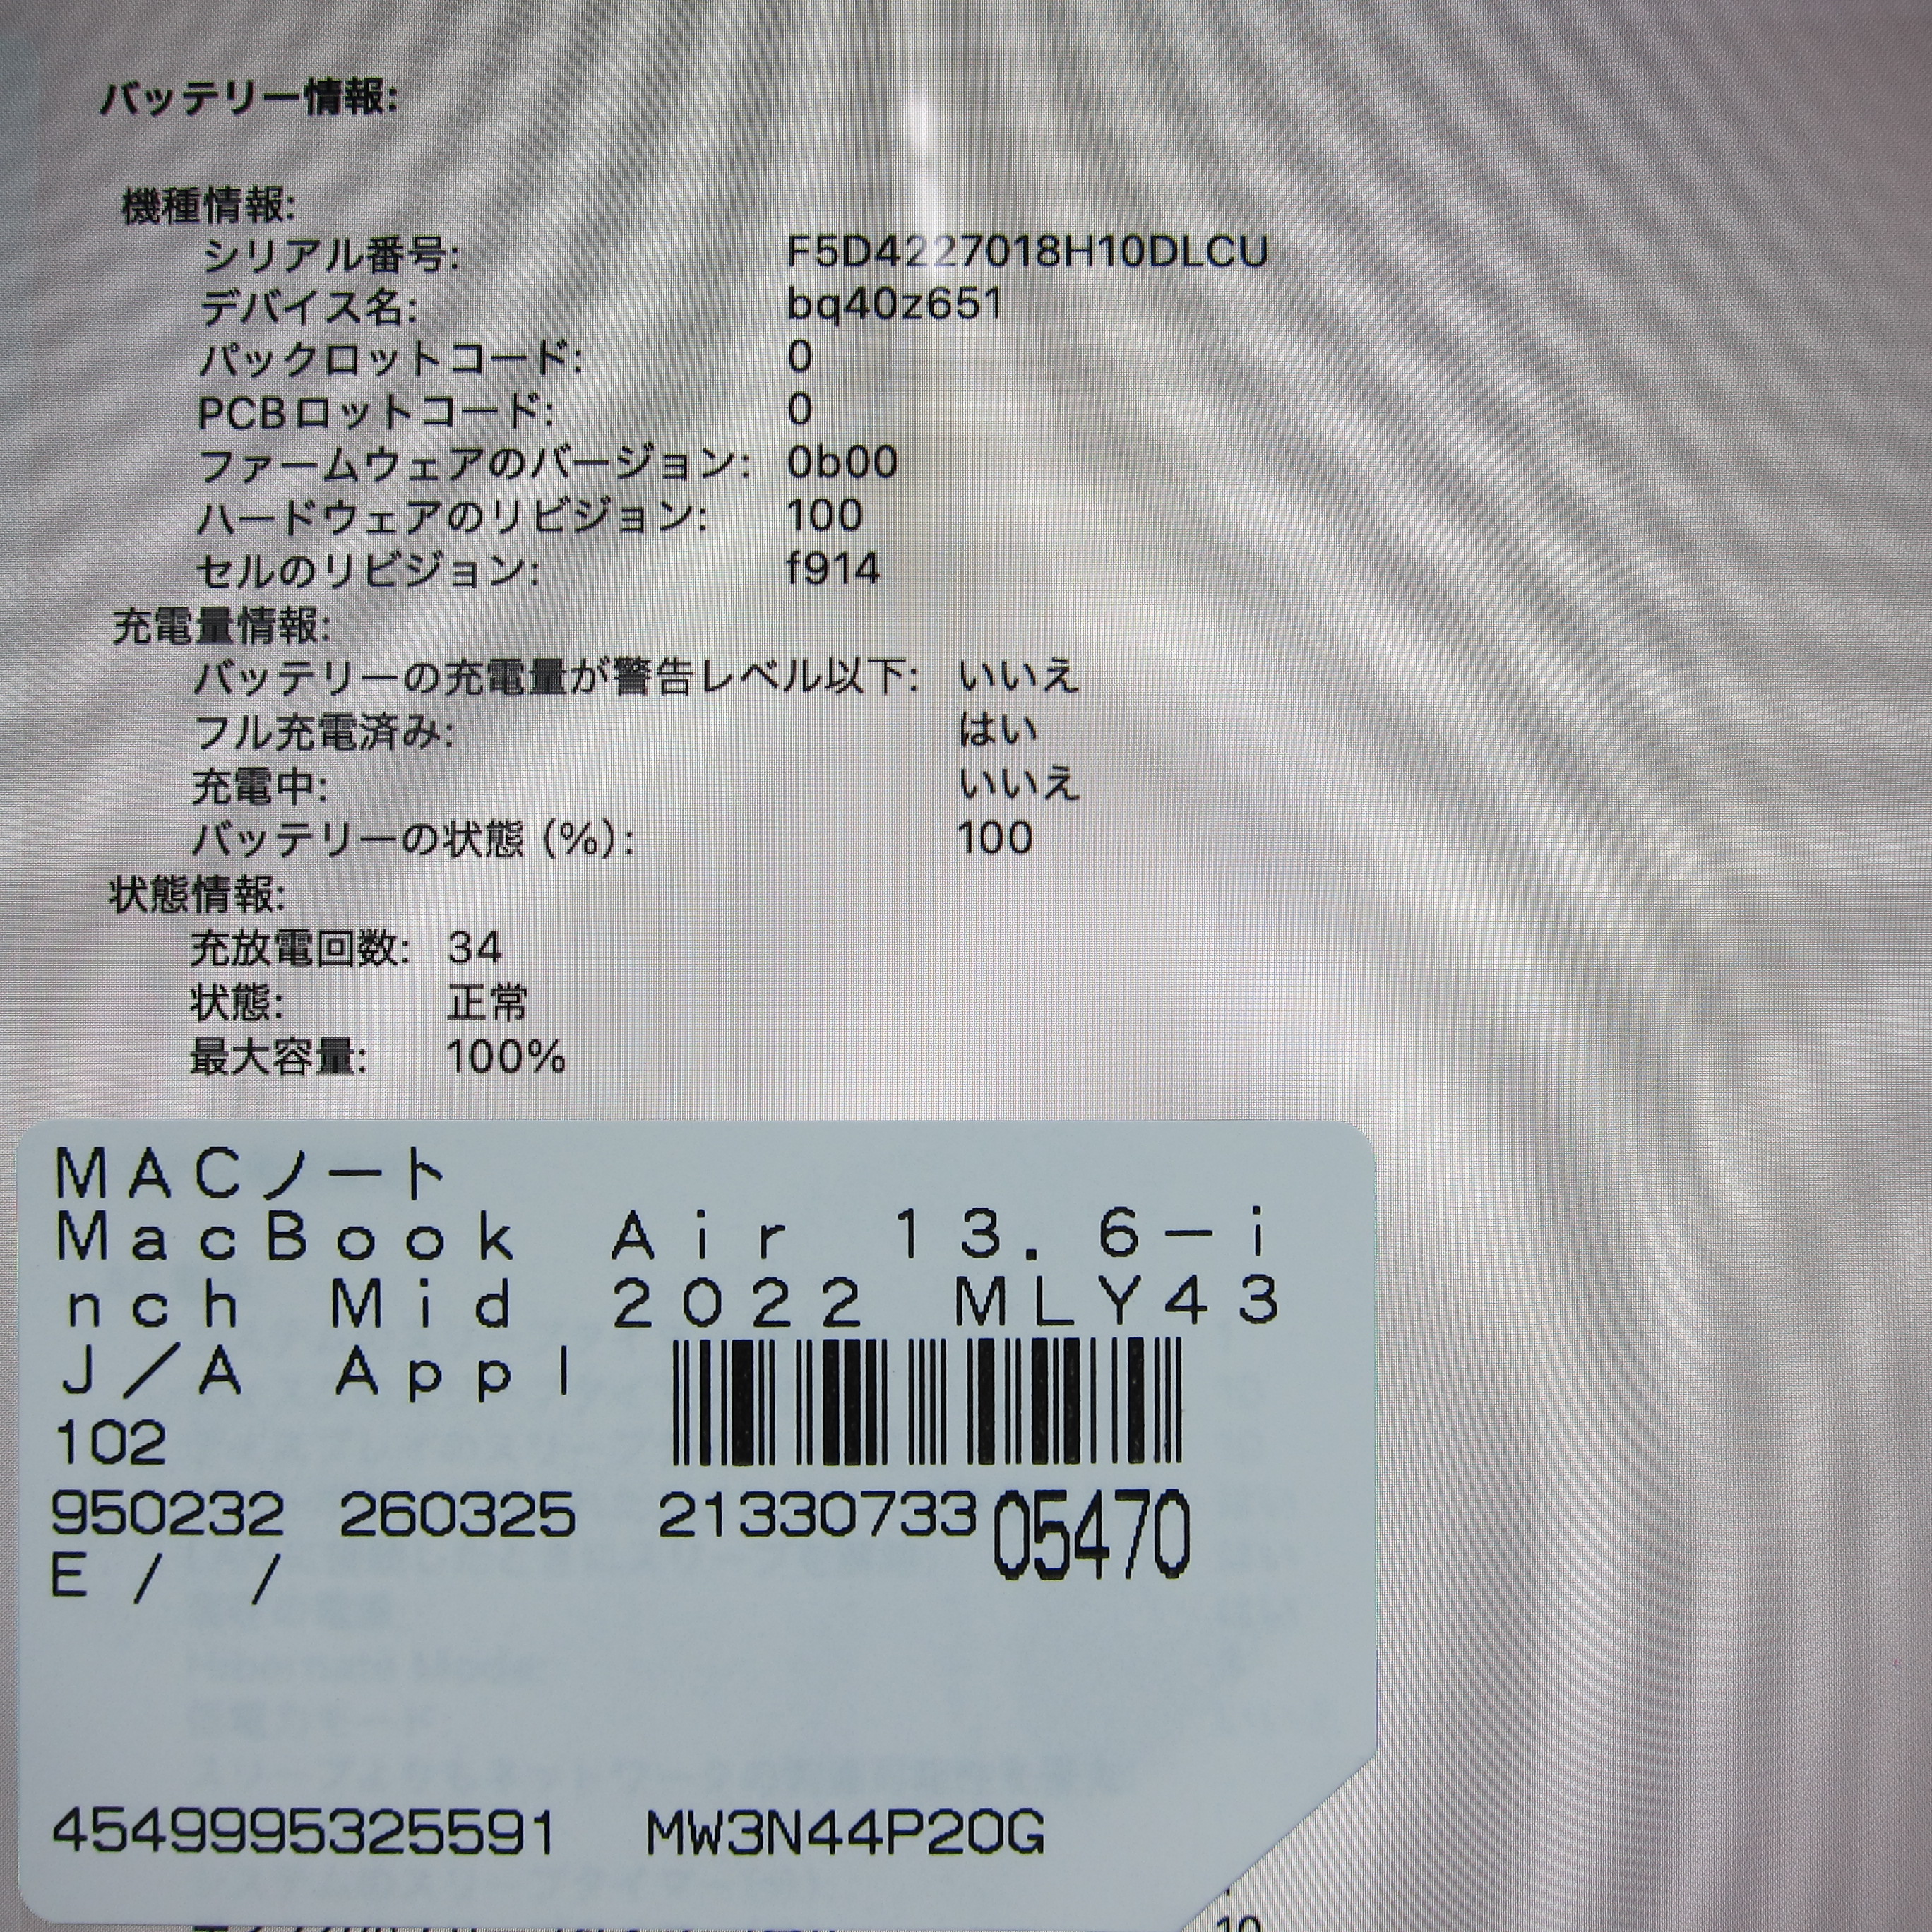 バッテリー情報:
機種情報:
シリアル番号: F5D4227018H10DLCU
デバイス名: bq40z651
パックロットコード: 0
PCBロットコード: 0
ファームウェアのバージョン: 0b00
ハードウェアのリビジョン: 100
セルのリビジョン: f914
充電量情報:
バッテリーの充電量が警告レベル以下: いいえ
フル充電済み: はい
充電中: いいえ
バッテリーの状態 (%): 100
状態情報:
充放電回数: 34
状態: 正常
最大容量: 100%
MACノート
MacBook Air 13.6-i
nch Mid 2022 MLY43
J/A Appl
102
950232 260325 21330733 05470
E / /
4549995325591 MW3N44P20G
10